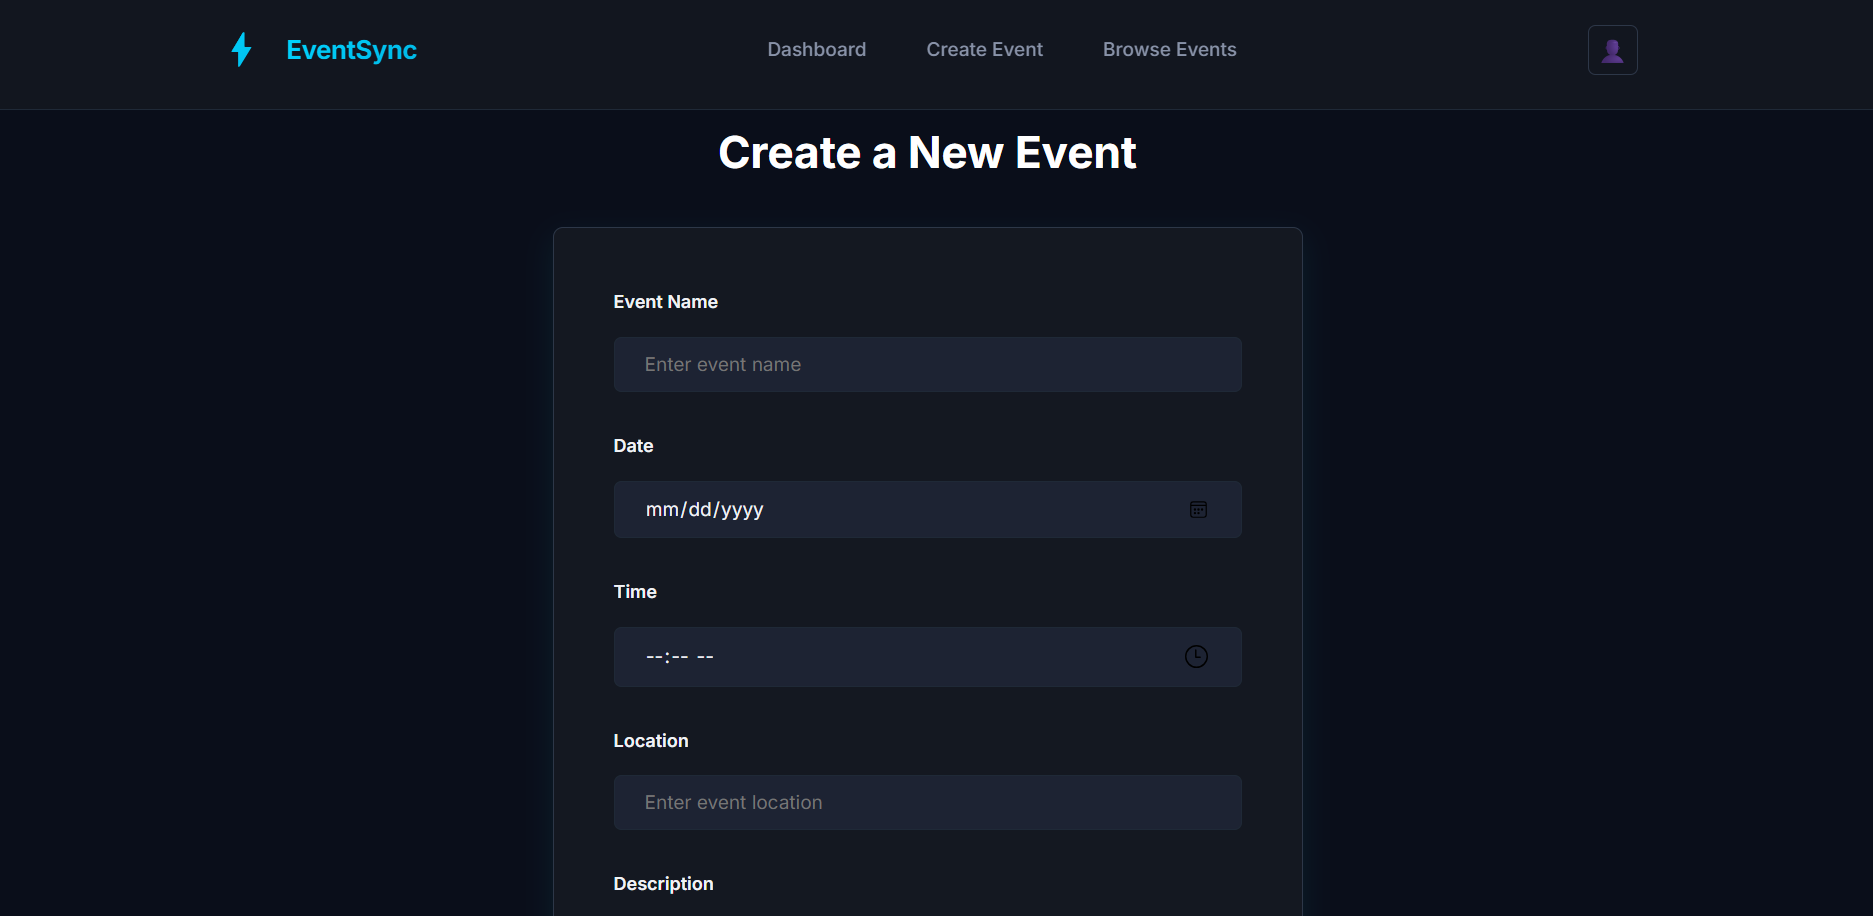 EventSync
Dashboard
Create Event
Browse Events
Create a New Event
Event Name
Enter event name
Date
mm/dd/yyyy
Time
--:-- --
Location
Enter event location
Description